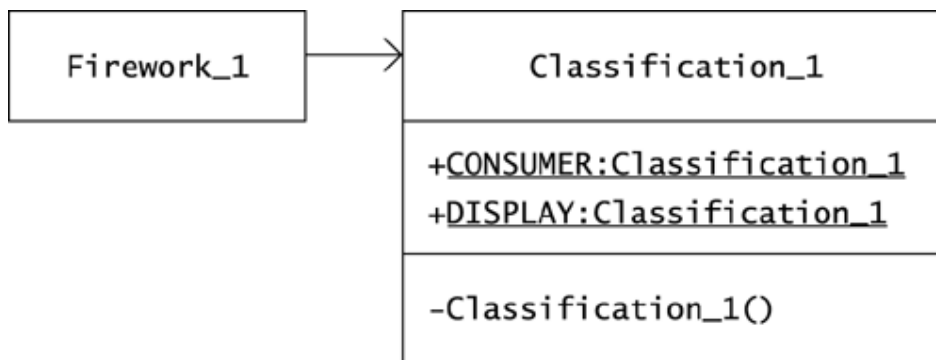 Firework_1
Classification_1
+CONSUMER:Classification_1
+DISPLAY:Classification_1
-Classification_1()